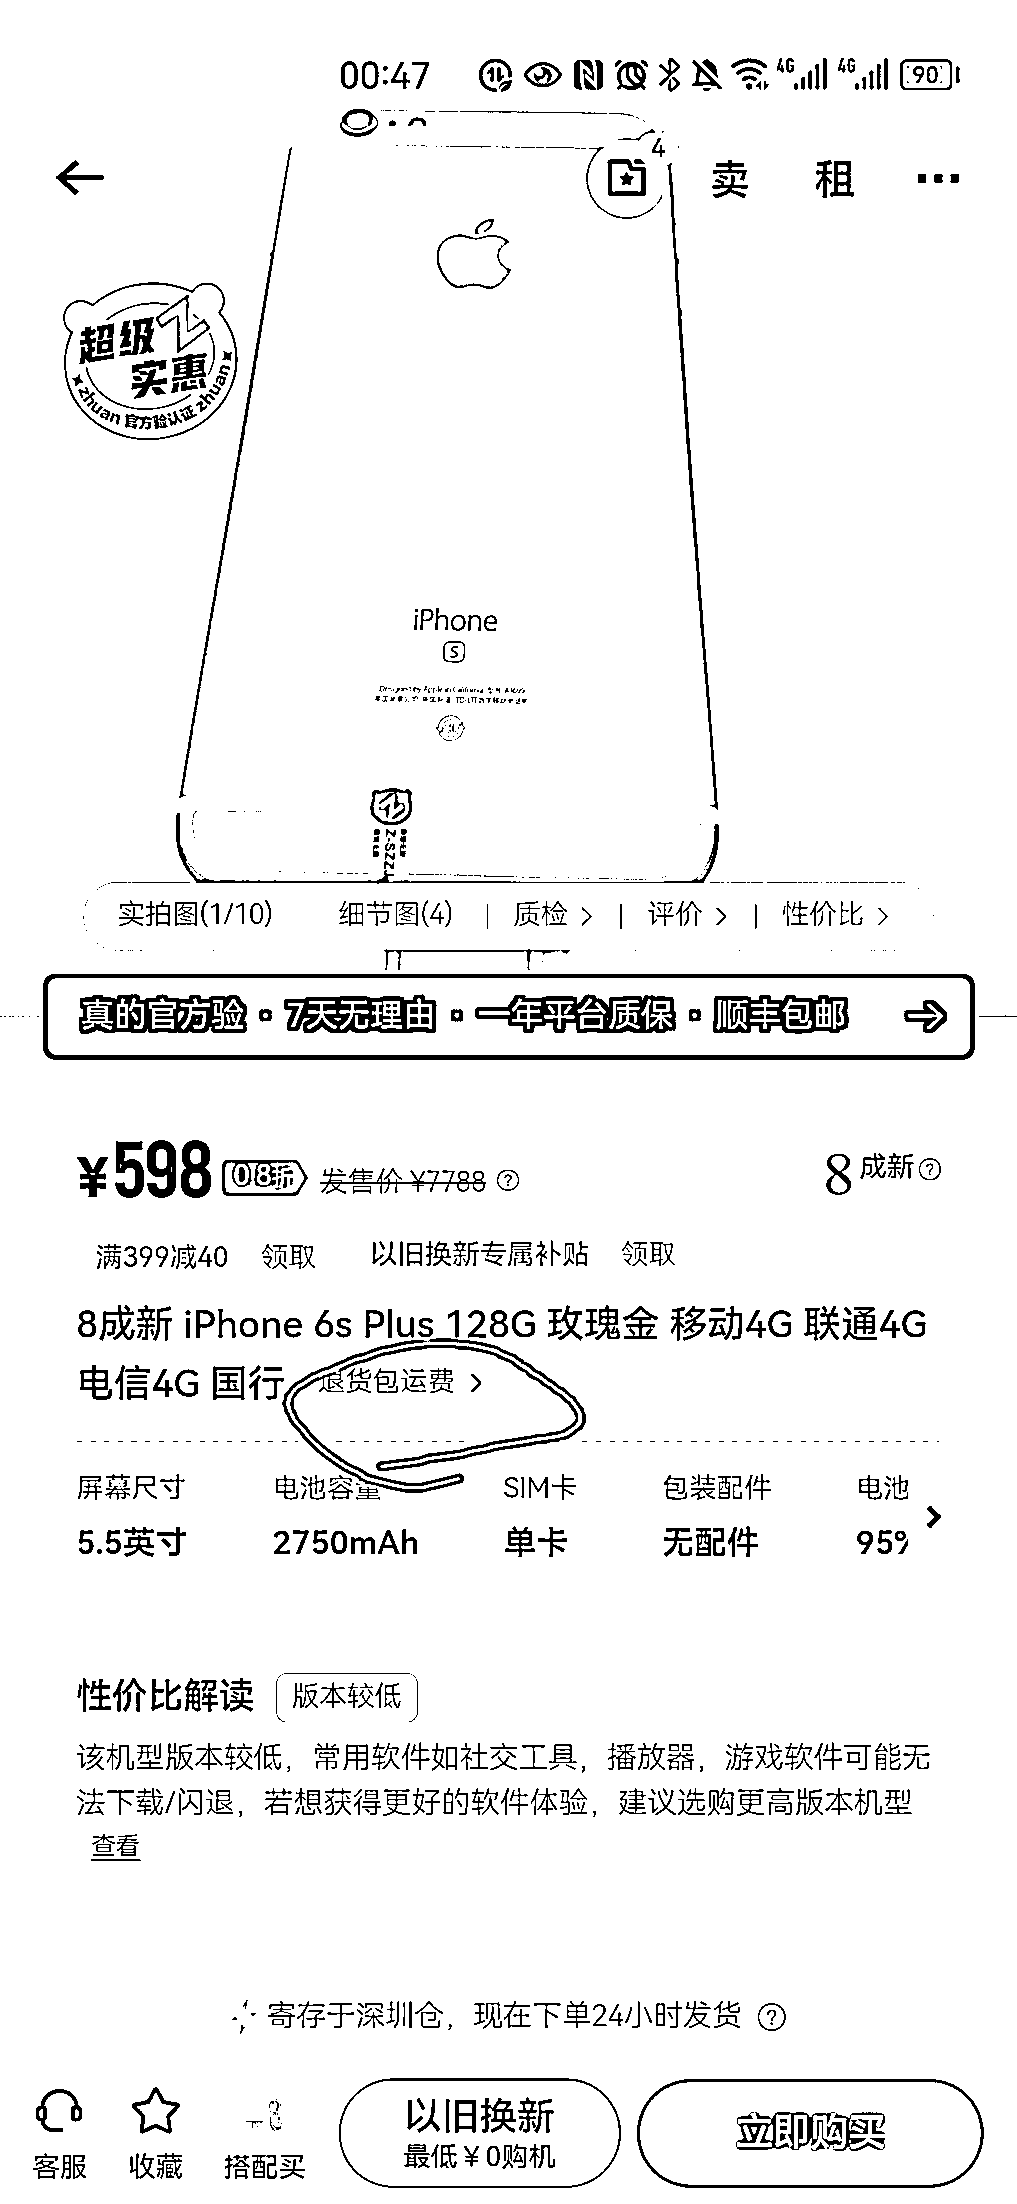 00:47 4G 4G 90
4
卖 租
超级
实惠
zhuan 官方验认证 zhuan
iPhone
S
Z-SZZJ
实拍图(1/10) 细节图(4) 质检 评价 性价比
真的官方验 · 7天无理由 · 一年平台质保 · 顺丰包邮
¥598 0.8折 发售价 ¥7788 8成新
满399减40 领取 以旧换新专属补贴 领取
8成新 iPhone 6s Plus 128G 玫瑰金 移动4G 联通4G
电信4G 国行 退货包运费
屏幕尺寸 电池容量 SIM卡 包装配件 电池
5.5英寸 2750mAh 单卡 无配件 95%
性价比解读 版本较低
该机型版本较低，常用软件如社交工具，播放器，游戏软件可能无
法下载/闪退，若想获得更好的软件体验，建议选购更高版本机型
查看
寄存于深圳仓，现在下单24小时发货
客服 收藏 搭配买
以旧换新
最低¥0购机
立即购买